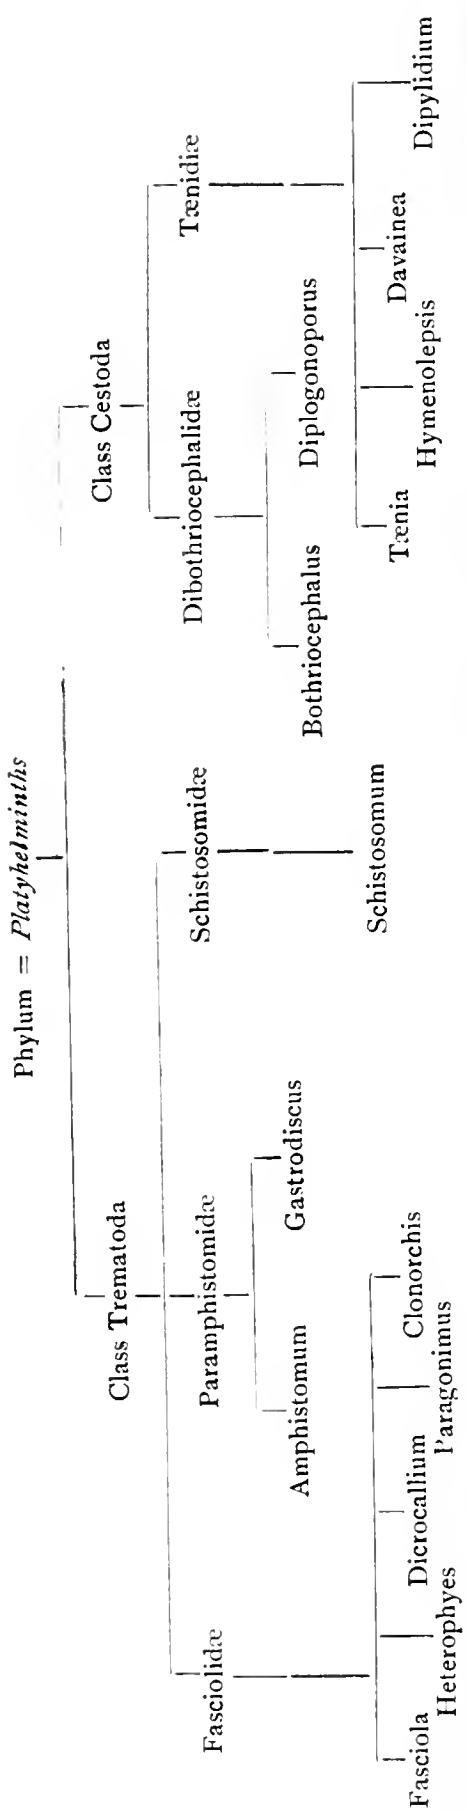 Phylum = Platyhelminths
Class Trematoda
Class Cestoda
Fasciolidæ
Paramphistomidæ
Schistosomidæ
Dibothriocephalidæ
Tænidiæ
Amphistomum
Gastrodiscus
Bothriocephalus
Diplogonoporus
Fasciola
Heterophyes
Dicrocallium
Paragonimus
Clonorchis
Schistosomum
Tænia
Hymenolepsis
Davainea
Dipylidium